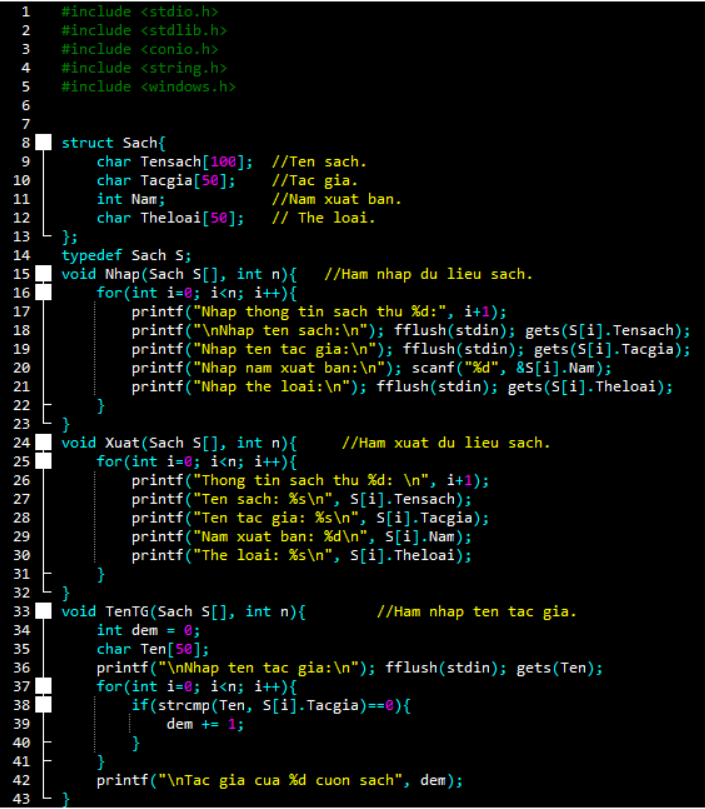 1 #include <stdio.h>
2 #include <stdlib.h>
3 #include <conio.h>
4 #include <string.h>
5 #include <windows.h>
6
7
8 struct Sach{
9     char Tensach[100];  //Ten sach.
10     char Tacgia[50];    //Tac gia.
11     int Nam;            //Nam xuat ban.
12     char Theloai[50];   // The loai.
13 };
14 typedef Sach S;
15 void Nhap(Sach S[], int n){   //Ham nhap du lieu sach.
16     for(int i=0; i<n; i++){
17         printf("Nhap thong tin sach thu %d:", i+1);
18         printf("\nNhap ten sach:\n"); fflush(stdin); gets(S[i].Tensach);
19         printf("Nhap ten tac gia:\n"); fflush(stdin); gets(S[i].Tacgia);
20         printf("Nhap nam xuat ban:\n"); scanf("%d", &S[i].Nam);
21         printf("Nhap the loai:\n"); fflush(stdin); gets(S[i].Theloai);
22     }
23 }
24 void Xuat(Sach S[], int n){     //Ham xuat du lieu sach.
25     for(int i=0; i<n; i++){
26         printf("Thong tin sach thu %d: \n", i+1);
27         printf("Ten sach: %s\n", S[i].Tensach);
28         printf("Ten tac gia: %s\n", S[i].Tacgia);
29         printf("Nam xuat ban: %d\n", S[i].Nam);
30         printf("The loai: %s\n", S[i].Theloai);
31     }
32 }
33 void TenTG(Sach S[], int n){        //Ham nhap ten tac gia.
34     int dem = 0;
35     char Ten[50];
36     printf("\nNhap ten tac gia:\n"); fflush(stdin); gets(Ten);
37     for(int i=0; i<n; i++){
38         if(strcmp(Ten, S[i].Tacgia)==0){
39             dem += 1;
40         }
41     }
42     printf("\nTac gia cua %d cuon sach", dem);
43 }